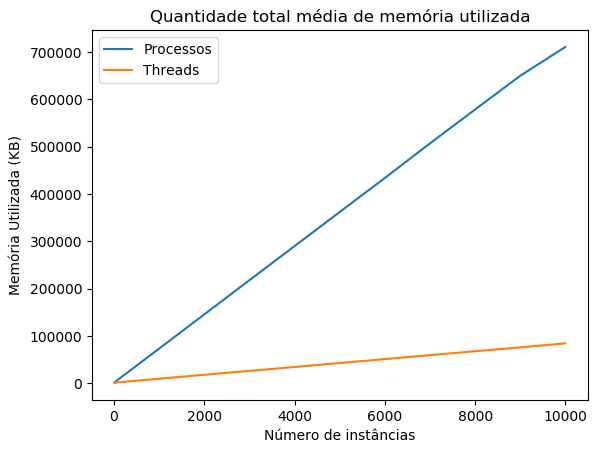 Quantidade total média de memória utilizada
Processos
Threads
700000
600000
500000
400000
300000
200000
100000
0
Memória Utilizada (KB)
0 2000 4000 6000 8000 10000
Número de instâncias